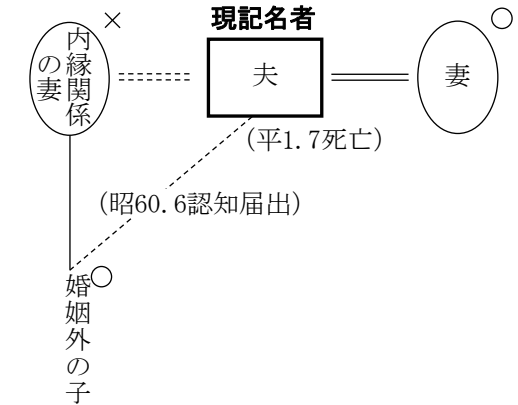 現記名者
内縁関係
の妻
×
夫
妻
○
(平1.7死亡)
(昭60.6認知届出)
婚姻外の子
○